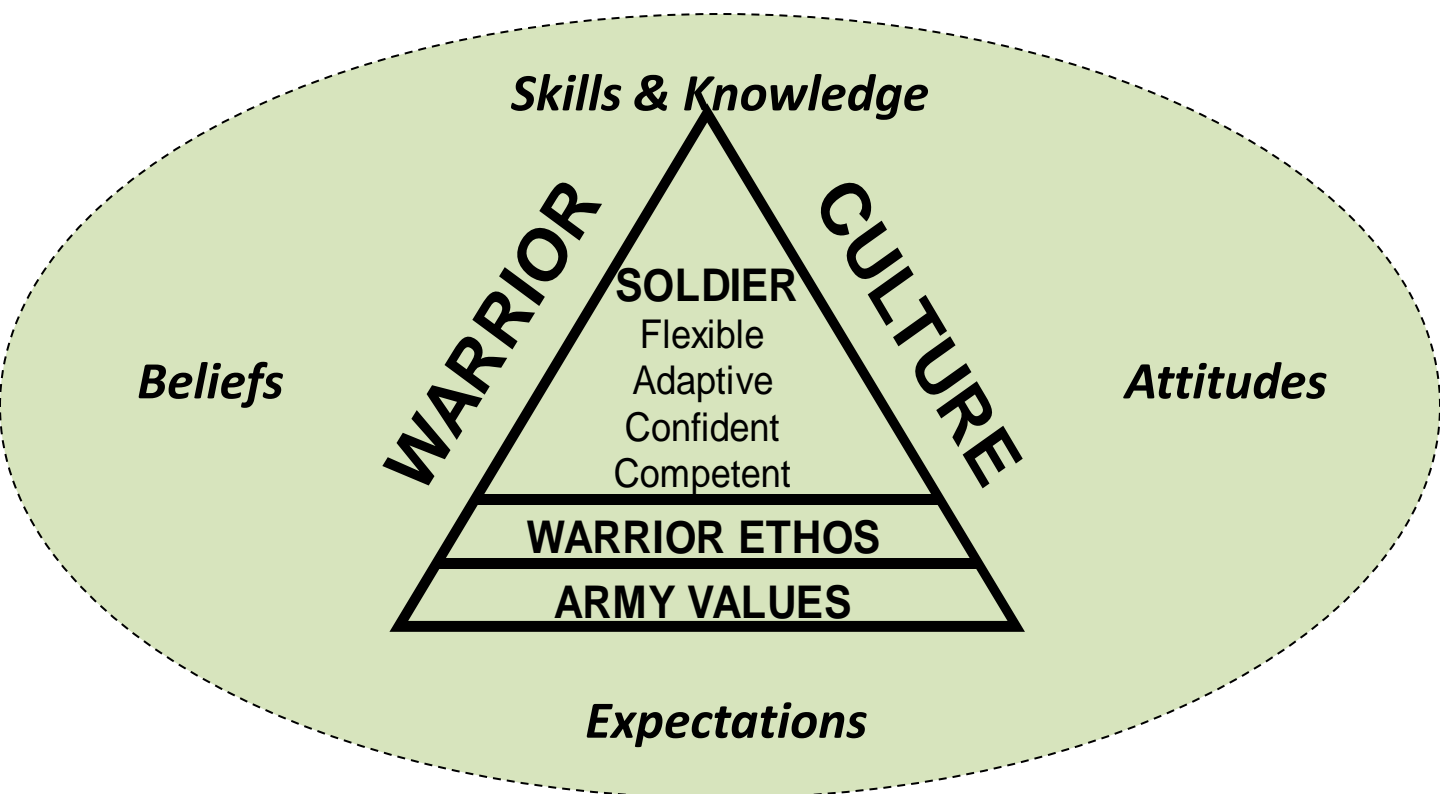 Skills & Knowledge
WARRIOR
CULTURE
SOLDIER
Flexible
Adaptive
Confident
Competent
Beliefs
Attitudes
WARRIOR ETHOS
ARMY VALUES
Expectations